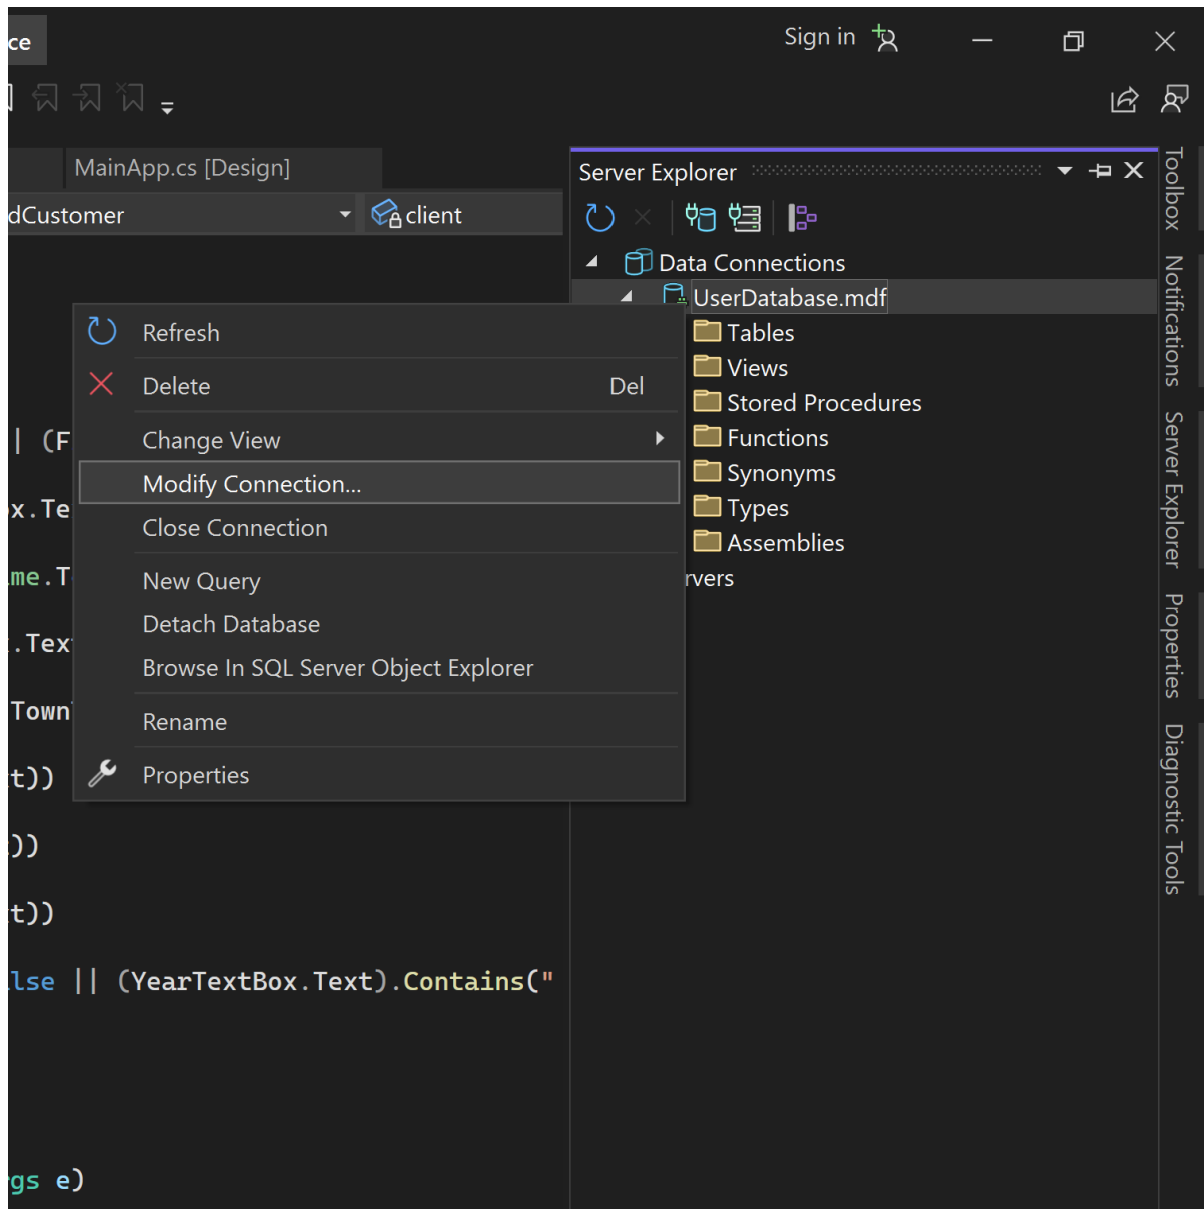 ce
Sign in
MainApp.cs [Design]
dCustomer
client
Server Explorer
Data Connections
UserDatabase.mdf
Tables
Views
Stored Procedures
Functions
Synonyms
Types
Assemblies
rvers
Refresh
Delete Del
Change View
Modify Connection...
Close Connection
New Query
Detach Database
Browse In SQL Server Object Explorer
Rename
Properties
| (F
x.Te
me.T
.Tex
Town
t))
))
t))
lse || (YearTextBox.Text).Contains("
gs e)
Toolbox
Notifications
Server Explorer
Properties
Diagnostic Tools